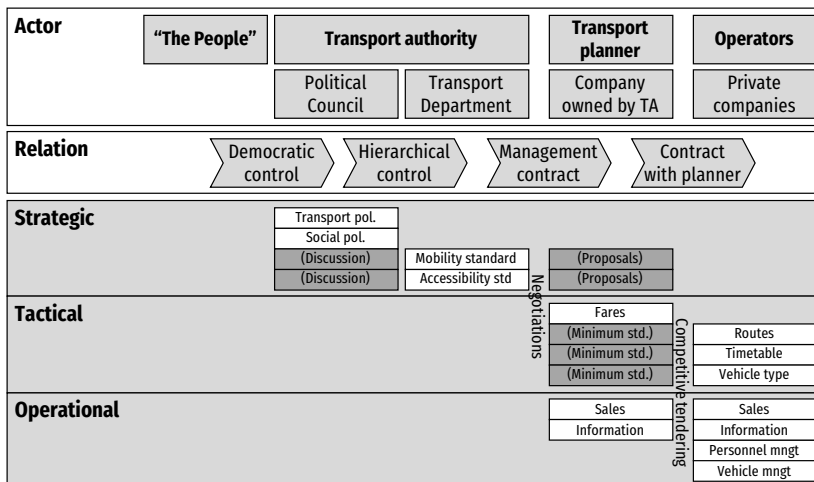 Actor
“The People”
Transport authority
Transport
planner
Operators
Political
Council
Transport
Department
Company
owned by TA
Private
companies
Relation
Democratic
control
Hierarchical
control
Management
contract
Contract
with planner
Strategic
Transport pol.
Social pol.
(Discussion)
Mobility standard
(Proposals)
(Discussion)
Accessibility std
(Proposals)
Negotiations
Tactical
Fares
(Minimum std.)
Routes
(Minimum std.)
Timetable
(Minimum std.)
Vehicle type
Competitive tendering
Operational
Sales
Sales
Information
Information
Personnel mngt
Vehicle mngt